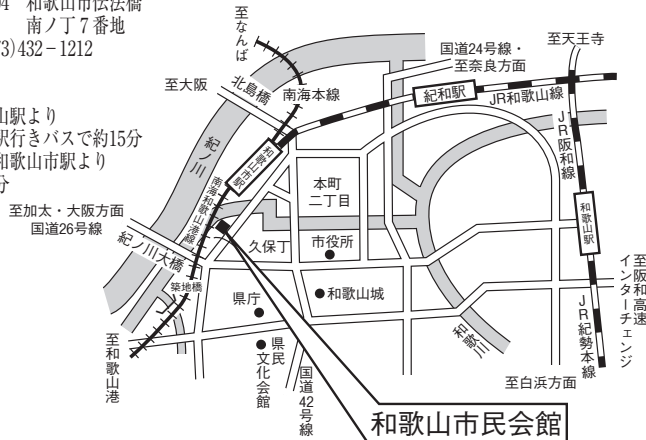 和歌山市伝法橋
南ノ丁7番地
432－1212
駅行きバスで約15分
和歌山市駅より
至なんば
国道24号線・
至奈良方面
至天王寺
至大阪
北島橋
南海本線
紀和駅
JR和歌山線
JR阪和線
紀ノ川
和歌山市駅
本町
二丁目
和歌山駅
至加太・大阪方面
国道26号線
南海和歌山港線
紀ノ川大橋
久保丁
市役所
至阪和高速
インターチェンジ
築地橋
県庁
和歌山城
JR紀勢本線
至和歌山港
県民
文化会館
国道42号線
和歌川
至白浜方面
和歌山市民会館